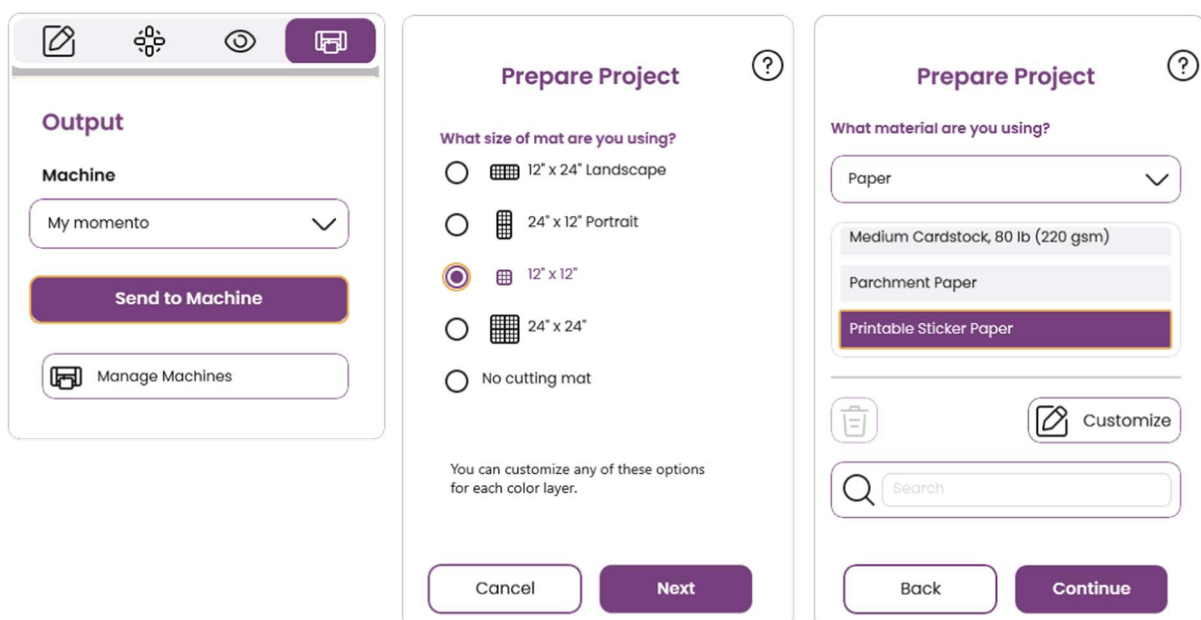 Output
Machine
My momento
Send to Machine
Manage Machines
Prepare Project
?
What size of mat are you using?
12" x 24" Landscape
24" x 12" Portrait
12" x 12"
24" x 24"
No cutting mat
You can customize any of these options
for each color layer.
Cancel
Next
Prepare Project
?
What material are you using?
Paper
Medium Cardstock, 80 lb (220 gsm)
Parchment Paper
Printable Sticker Paper
Customize
Search
Back
Continue